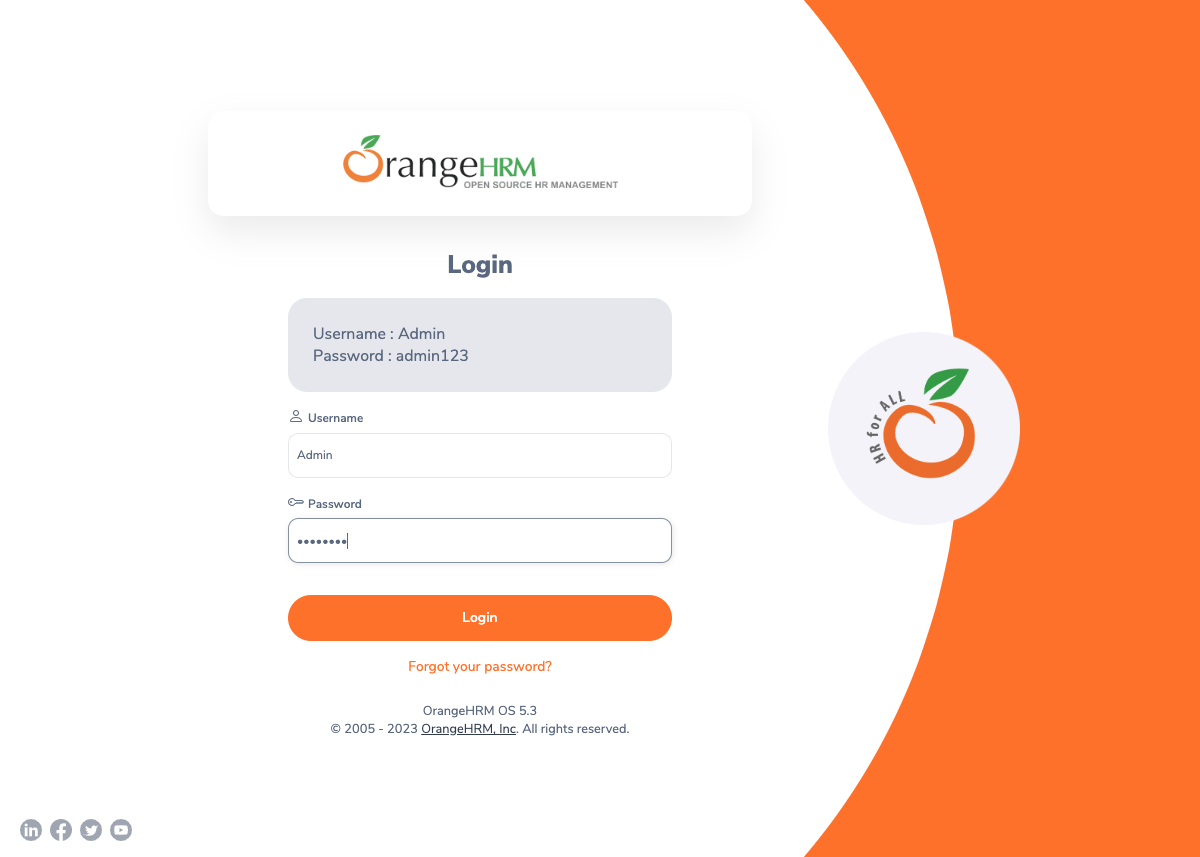 OrangeHRM
OPEN SOURCE HR MANAGEMENT
Login
Username : Admin
Password : admin123
Username
Admin
Password
••••••••
Login
Forgot your password?
OrangeHRM OS 5.3
© 2005 - 2023 OrangeHRM, Inc. All rights reserved.
HR for ALL